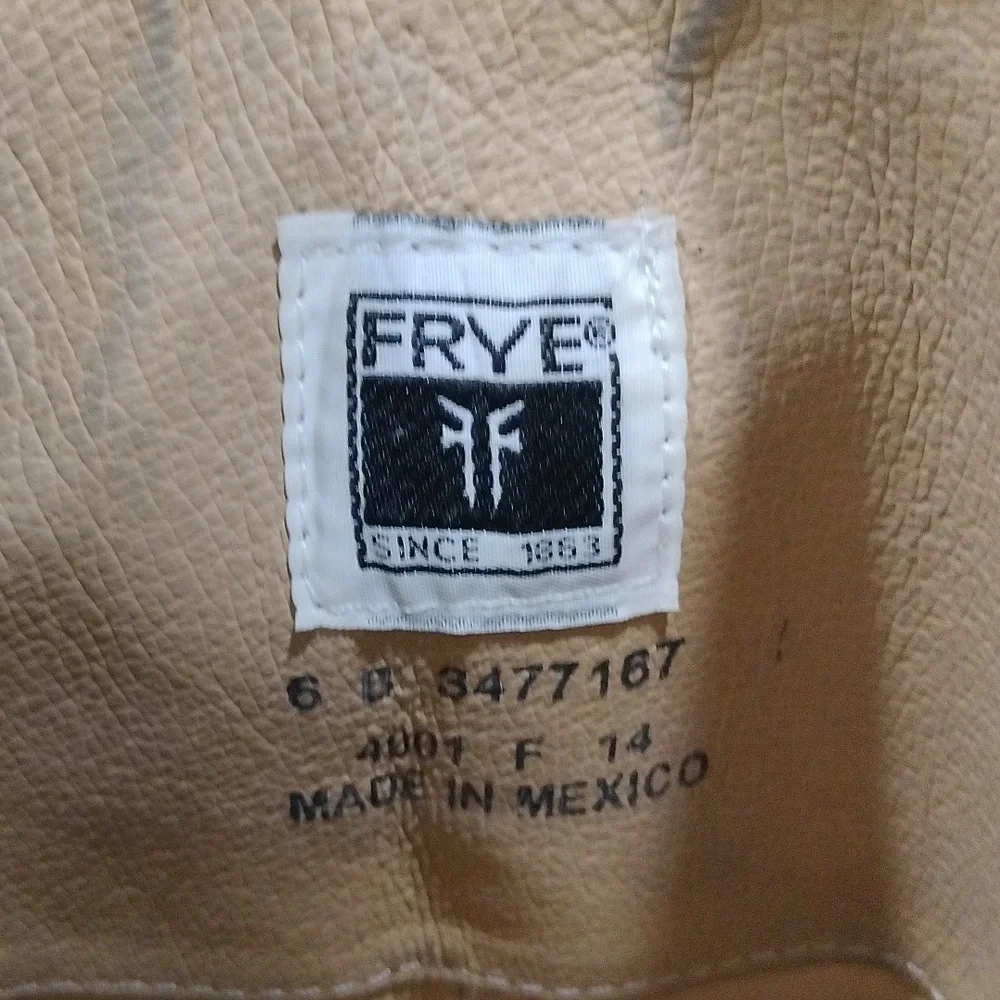 FRYE®
SINCE 1863
6 B 3477167
4001 F 14
MADE IN MEXICO